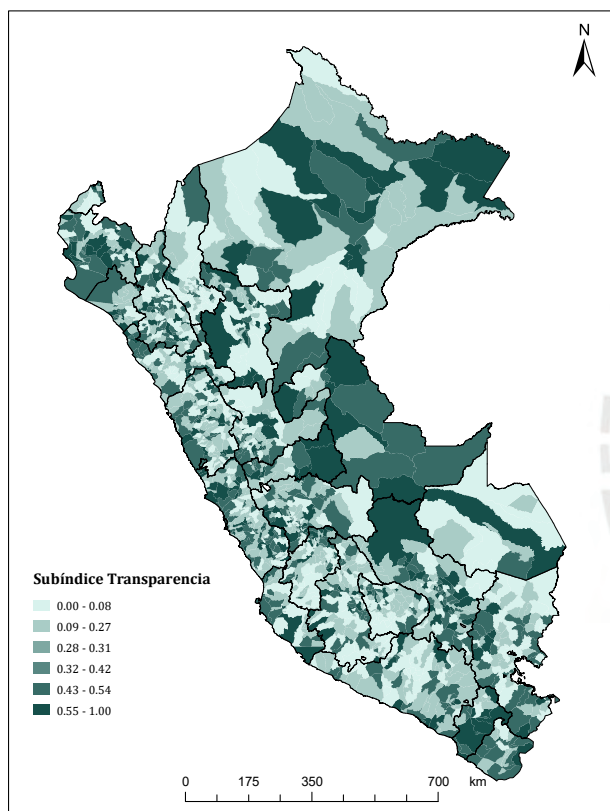 N
Subíndice Transparencia
0.00 - 0.08
0.09 - 0.27
0.28 - 0.31
0.32 - 0.42
0.43 - 0.54
0.55 - 1.00
0 175 350 700 km